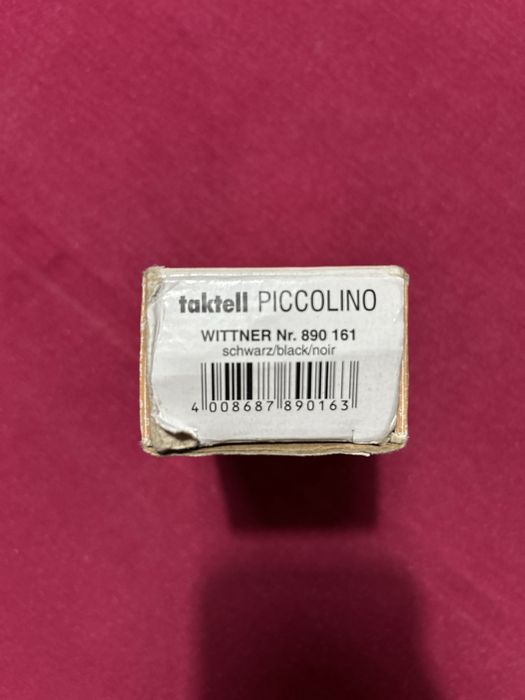 taktell PICCOLINO
WITTNER Nr. 890 161
schwarz/black/noir
4 008687 890163